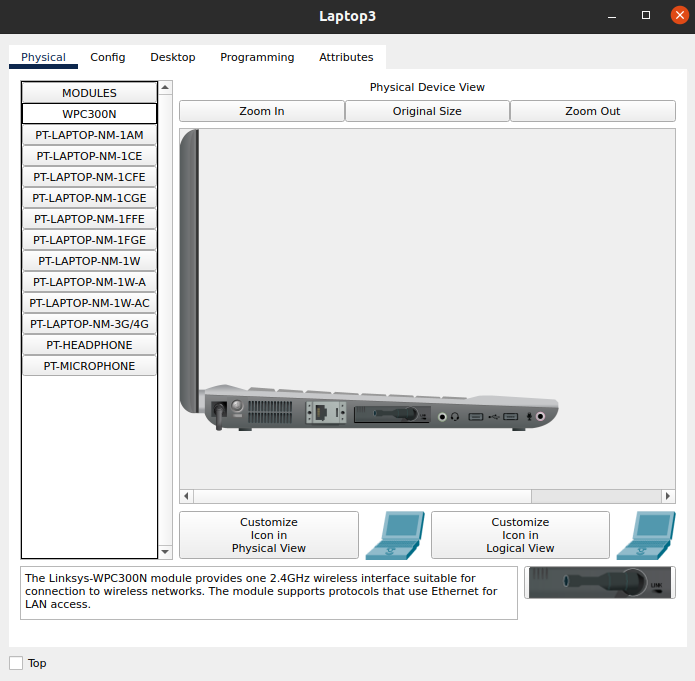 Laptop3
Physical
Config
Desktop
Programming
Attributes
MODULES
WPC300N
PT-LAPTOP-NM-1AM
PT-LAPTOP-NM-1CE
PT-LAPTOP-NM-1CFE
PT-LAPTOP-NM-1CGE
PT-LAPTOP-NM-1FFE
PT-LAPTOP-NM-1FGE
PT-LAPTOP-NM-1W
PT-LAPTOP-NM-1W-A
PT-LAPTOP-NM-1W-AC
PT-LAPTOP-NM-3G/4G
PT-HEADPHONE
PT-MICROPHONE
Physical Device View
Zoom In
Original Size
Zoom Out
Customize
Icon in
Physical View
Customize
Icon in
Logical View
The Linksys-WPC300N module provides one 2.4GHz wireless interface suitable for
connection to wireless networks. The module supports protocols that use Ethernet for
LAN access.
LINK
Top